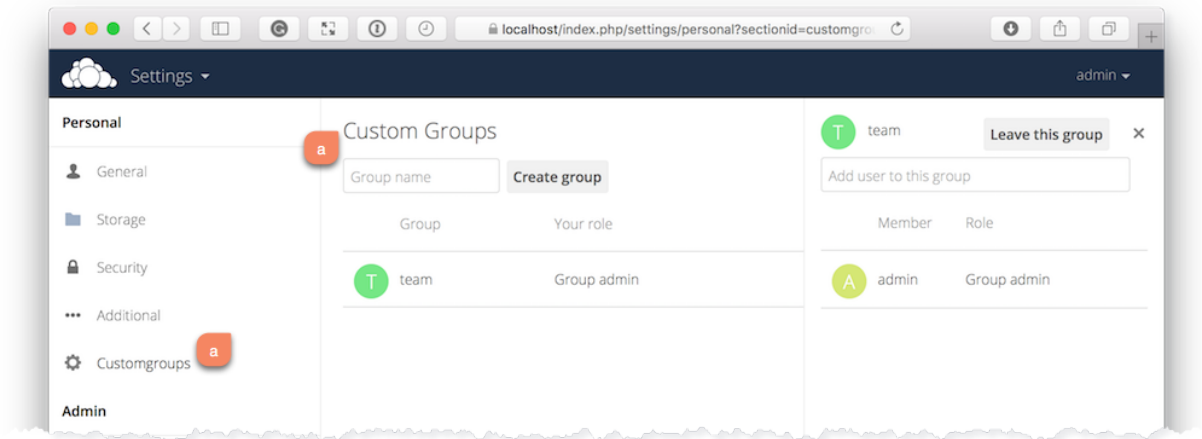 localhost/index.php/settings/personal?sectionid=customgro
Settings
admin
Personal
General
Storage
Security
Additional
Customgroups
a
Admin
a
Custom Groups
Group name
Create group
Group
Your role
T
team
Group admin
T
team
Leave this group
Add user to this group
Member
Role
A
admin
Group admin